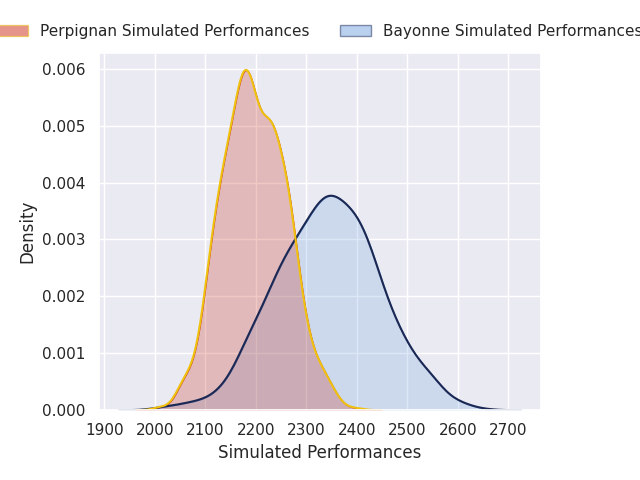 Perpignan Simulated Performances
Bayonne Simulated Performances
0.006
0.005
0.004
0.003
0.002
0.001
0.000
Density
1900 2000 2100 2200 2300 2400 2500 2600 2700
Simulated Performances